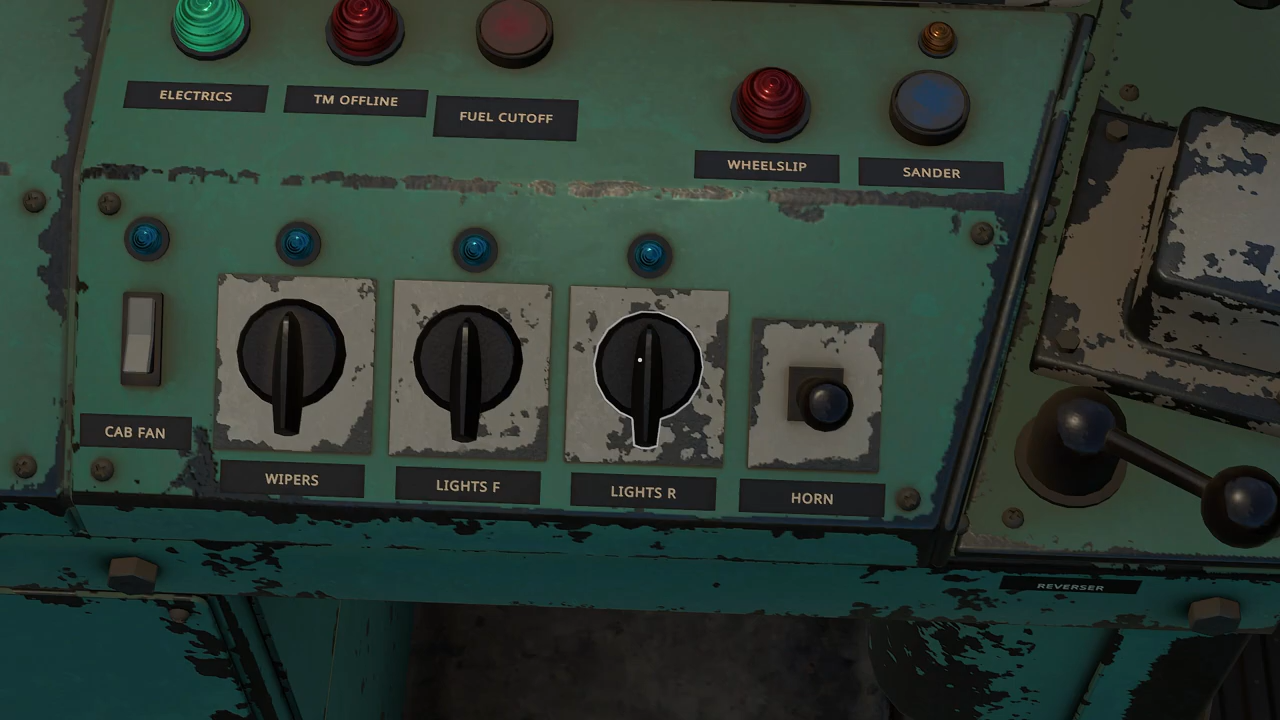 ELECTRICS
TM OFFLINE
FUEL CUTOFF
WHEELSLIP
SANDER
CAB FAN
WIPERS
LIGHTS F
LIGHTS R
HORN
REVERSER